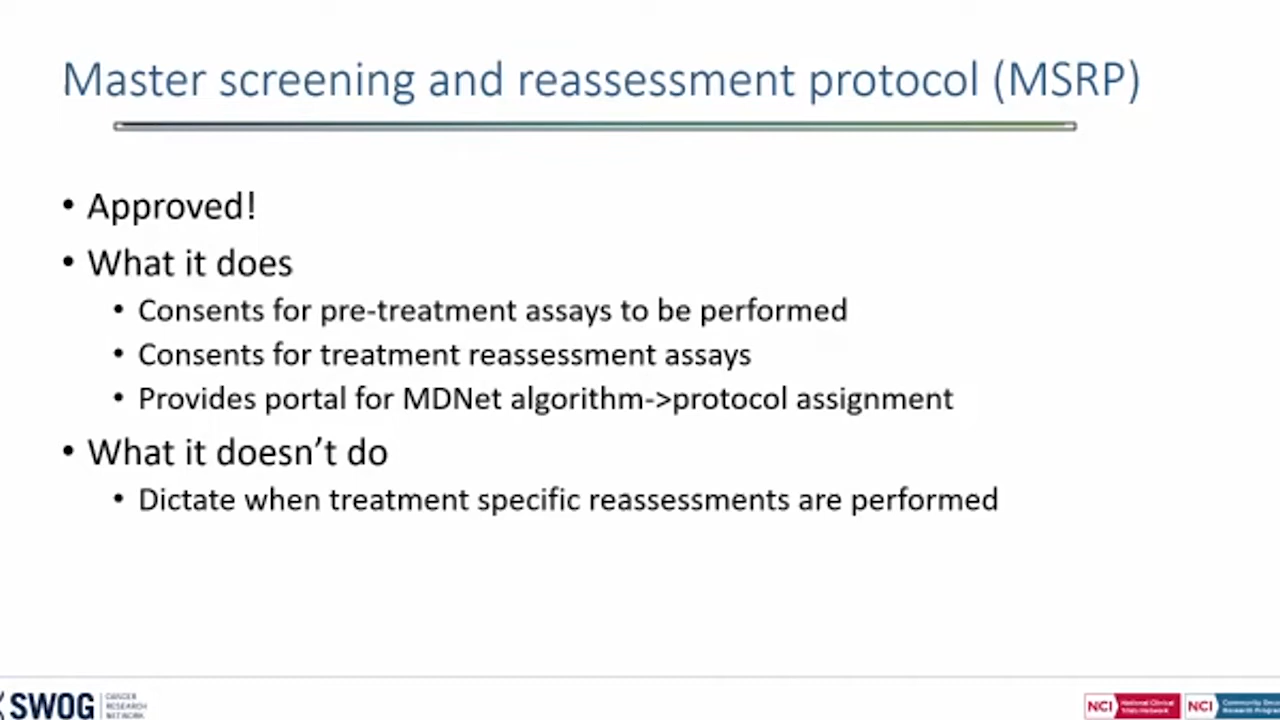 Master screening and reassessment protocol (MSRP)
• Approved!
• What it does
• Consents for pre-treatment assays to be performed
• Consents for treatment reassessment assays
• Provides portal for MDNet algorithm->protocol assignment
• What it doesn’t do
• Dictate when treatment specific reassessments are performed
SWOG
CANCER
RESEARCH
NETWORK
NCI National Clinical
Trials Network
NCI Community Onco
Research Program